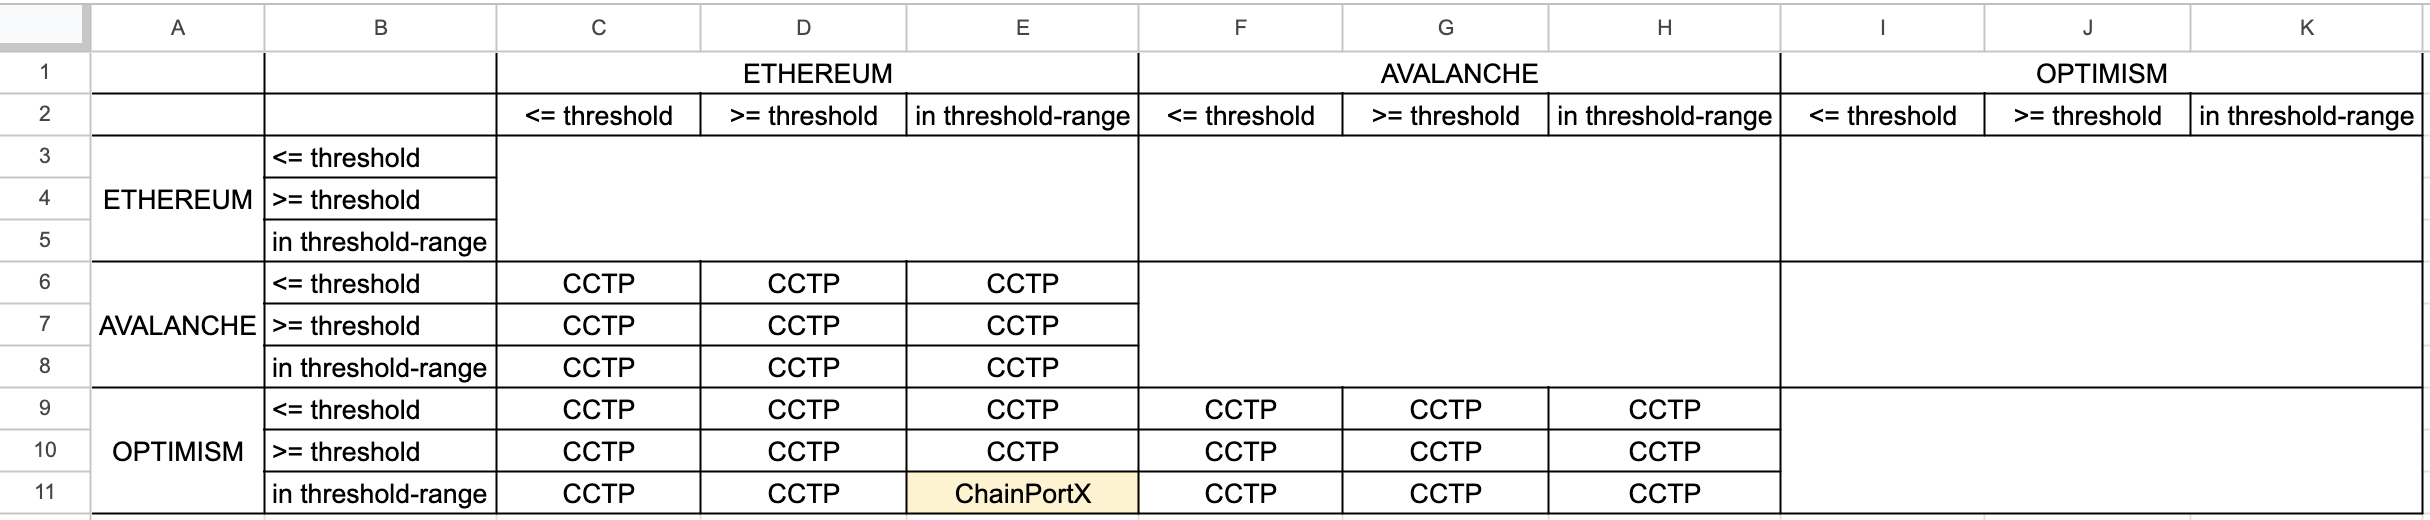 A B C D E F G H I J K
1 ETHEREUM AVALANCHE OPTIMISM
2 <= threshold >= threshold in threshold-range <= threshold >= threshold in threshold-range <= threshold >= threshold in threshold-range
3 <= threshold
4 ETHEREUM >= threshold
5 in threshold-range
6 <= threshold CCTP CCTP CCTP
7 AVALANCHE >= threshold CCTP CCTP CCTP
8 in threshold-range CCTP CCTP CCTP
9 <= threshold CCTP CCTP CCTP CCTP CCTP CCTP
10 OPTIMISM >= threshold CCTP CCTP CCTP CCTP CCTP CCTP
11 in threshold-range CCTP CCTP ChainPortX CCTP CCTP CCTP